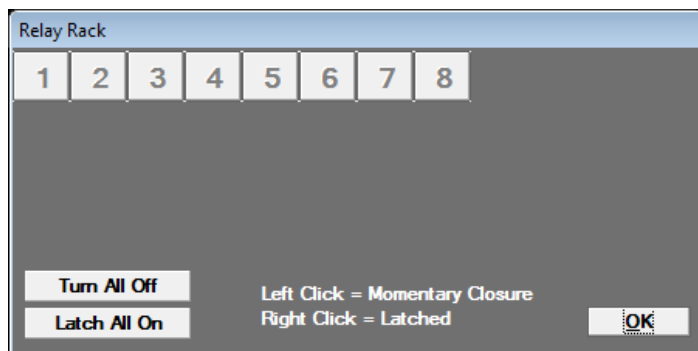 Relay Rack
1 2 3 4 5 6 7 8
Turn All Off
Latch All On
Left Click = Momentary Closure
Right Click = Latched
OK